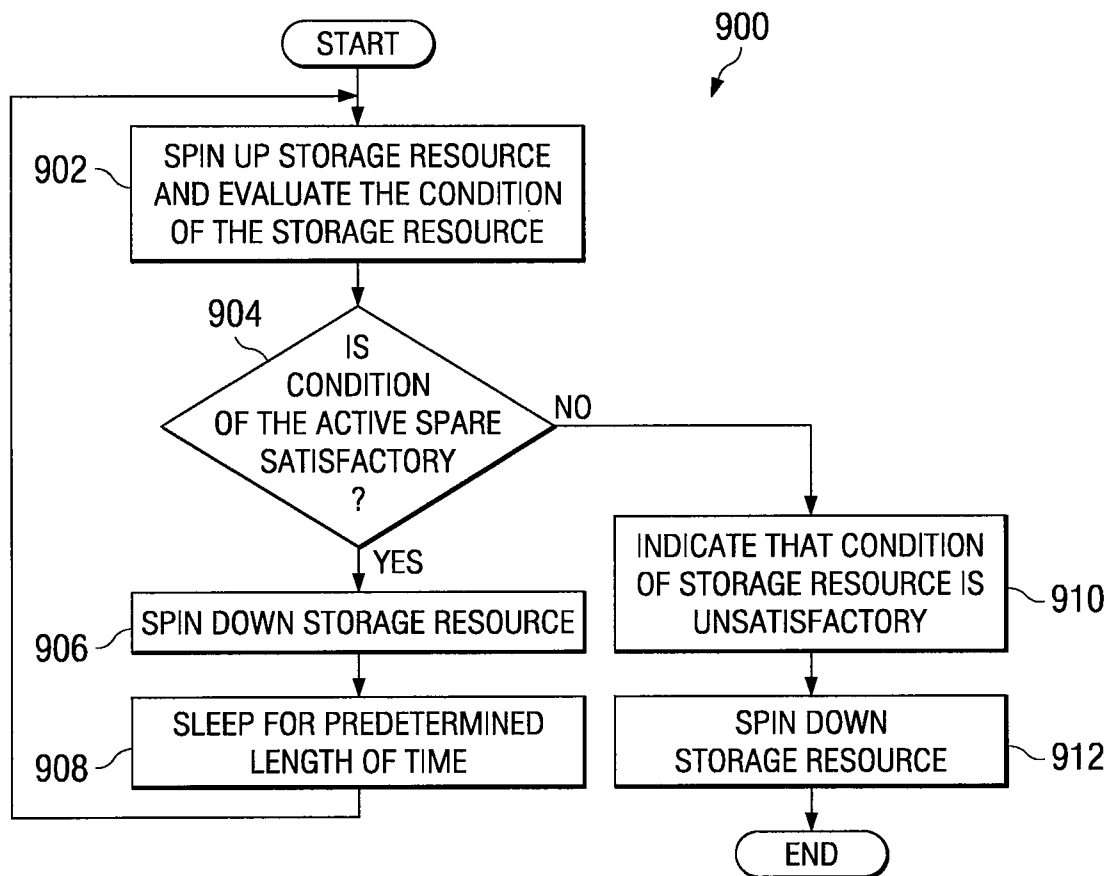 START
900
902
SPIN UP STORAGE RESOURCE
AND EVALUATE THE CONDITION
OF THE STORAGE RESOURCE
904
IS
CONDITION
OF THE ACTIVE SPARE
SATISFACTORY
?
NO
YES
906
SPIN DOWN STORAGE RESOURCE
908
SLEEP FOR PREDETERMINED
LENGTH OF TIME
INDICATE THAT CONDITION
OF STORAGE RESOURCE IS
UNSATISFACTORY
910
SPIN DOWN
STORAGE RESOURCE
912
END